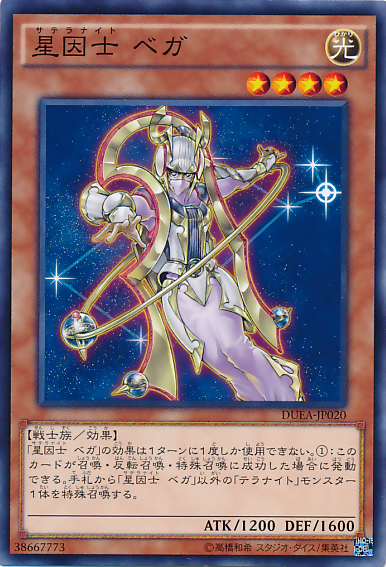 サテラナイト
星因士 ベガ
ひかり
光
DUEA-JP020
【戦士族/効果】
「星因士 ベガ」の効果は1ターンに1度しか使用できない。①:こ
のカードが召喚・反転召喚・特殊召喚に成功した場合に発動
できる。手札から「星因士 ベガ」以外の「テラナイト」モンスター
1体を特殊召喚する。
ATK/1200 DEF/1600
38667773
©高橋和希 スタジオ・ダイス/集英社